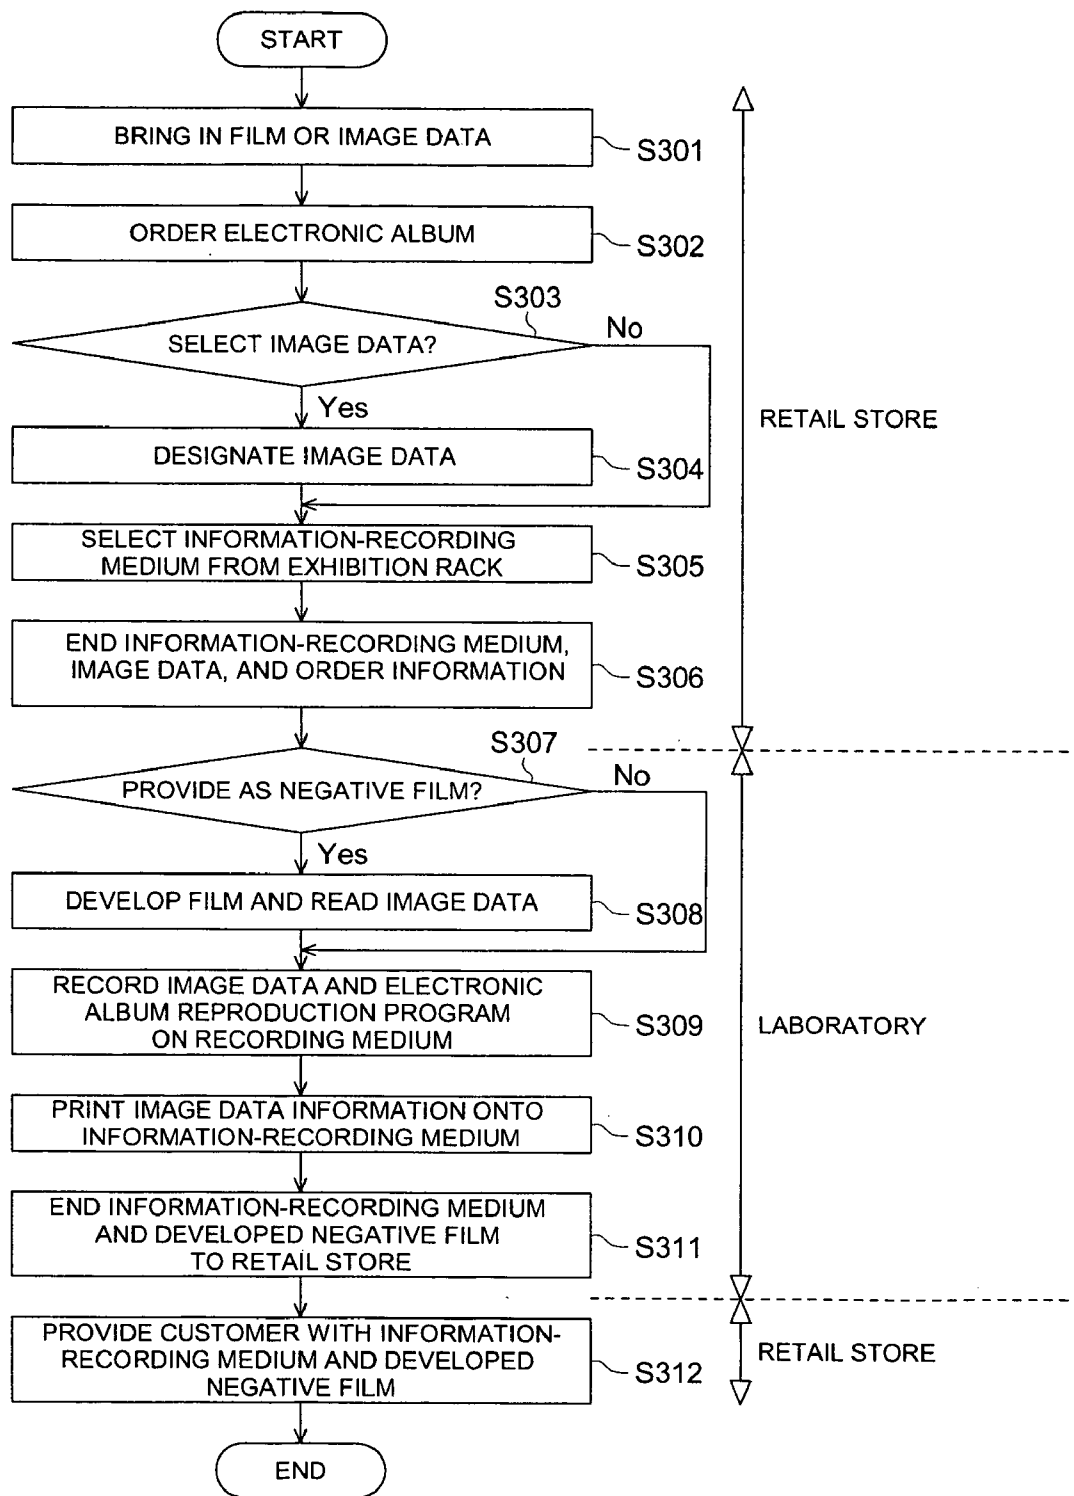 START
BRING IN FILM OR IMAGE DATA
S301
ORDER ELECTRONIC ALBUM
S302
S303
SELECT IMAGE DATA?
No
Yes
RETAIL STORE
DESIGNATE IMAGE DATA
S304
SELECT INFORMATION-RECORDING
MEDIUM FROM EXHIBITION RACK
S305
END INFORMATION-RECORDING MEDIUM,
IMAGE DATA, AND ORDER INFORMATION
S306
S307
PROVIDE AS NEGATIVE FILM?
No
Yes
DEVELOP FILM AND READ IMAGE DATA
S308
RECORD IMAGE DATA AND ELECTRONIC
ALBUM REPRODUCTION PROGRAM
ON RECORDING MEDIUM
S309
LABORATORY
PRINT IMAGE DATA INFORMATION ONTO
INFORMATION-RECORDING MEDIUM
S310
END INFORMATION-RECORDING MEDIUM
AND DEVELOPED NEGATIVE FILM
TO RETAIL STORE
S311
PROVIDE CUSTOMER WITH INFORMATION-
RECORDING MEDIUM AND DEVELOPED
NEGATIVE FILM
S312
RETAIL STORE
END